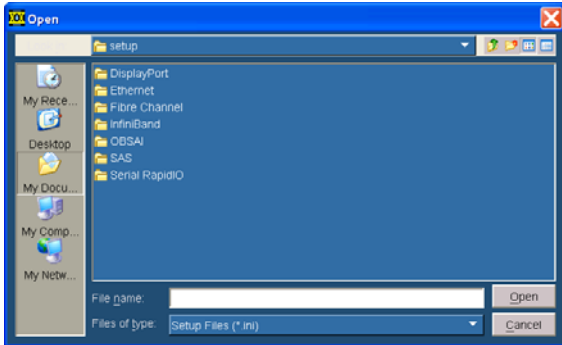 Open
setup
My Rece...
Desktop
My Docu...
My Comp...
My Netw...
DisplayPort
Ethernet
Fibre Channel
InfiniBand
OBSAI
SAS
Serial RapidIO
File name:
Open
Files of type:
Setup Files (*.ini)
Cancel